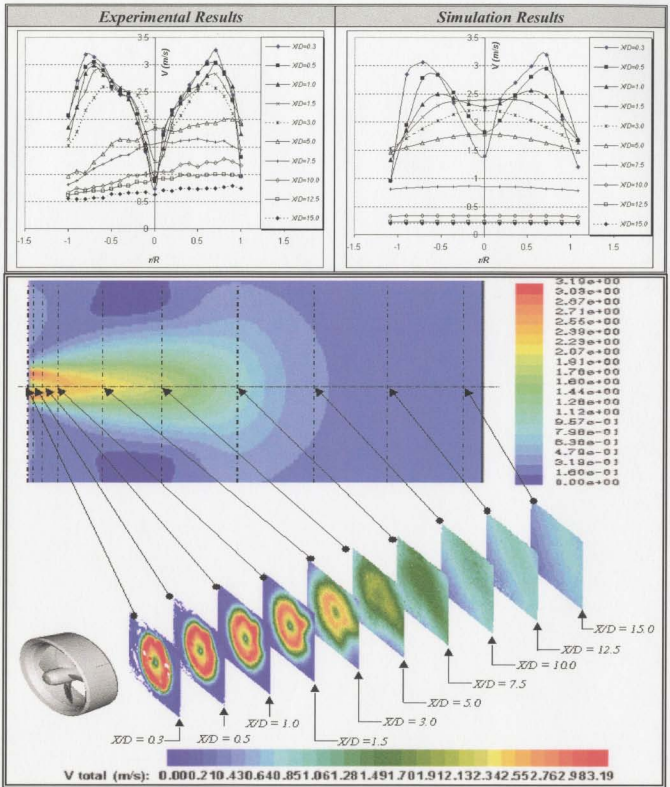 Experimental Results
Simulation Results
V (m/s)
3.5
3
2.5
2
1.5
1
0.5
0
-1.5
-1
-0.5
0
0.5
1
1.5
r/R
X/D=0.3
X/D=0.5
X/D=1.0
X/D=1.5
X/D=3.0
X/D=5.0
X/D=7.5
X/D=10.0
X/D=12.5
X/D=15.0
V (m/s)
3.5
3
2.5
2
1.5
1
0.5
0
-1.5
-1
-0.5
0
0.5
1
1.5
r/R
X/D=0.3
X/D=0.5
X/D=1.0
X/D=1.5
X/D=3.0
X/D=5.0
X/D=7.5
X/D=10.0
X/D=12.5
X/D=15.0
3.19e+00
3.03e+00
2.87e+00
2.71e+00
2.55e+00
2.39e+00
2.23e+00
2.07e+00
1.91e+00
1.76e+00
1.60e+00
1.44e+00
1.28e+00
1.12e+00
9.57e-01
7.98e-01
6.38e-01
4.79e-01
3.19e-01
1.60e-01
0.00e+00
X/D = 15.0
X/D = 12.5
X/D = 10.0
X/D = 7.5
X/D = 5.0
X/D = 3.0
X/D = 1.5
X/D = 1.0
X/D = 0.5
X/D = 0.3
V total (m/s): 0.000.210.430.640.851.061.281.491.701.912.132.342.552.762.983.19